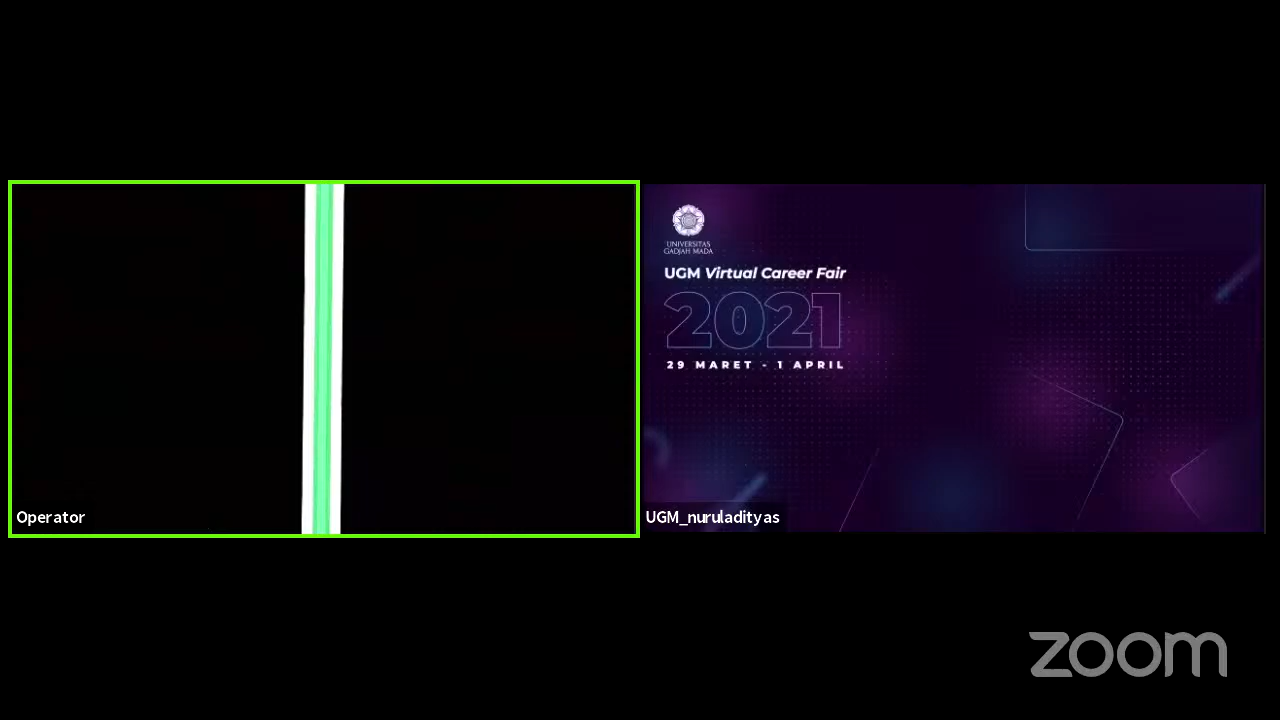 UNIVERSITAS
GADJAH MADA
UGM Virtual Career Fair
2021
29 MARET - 1 APRIL
Operator
UGM_nuruladityas
zoom